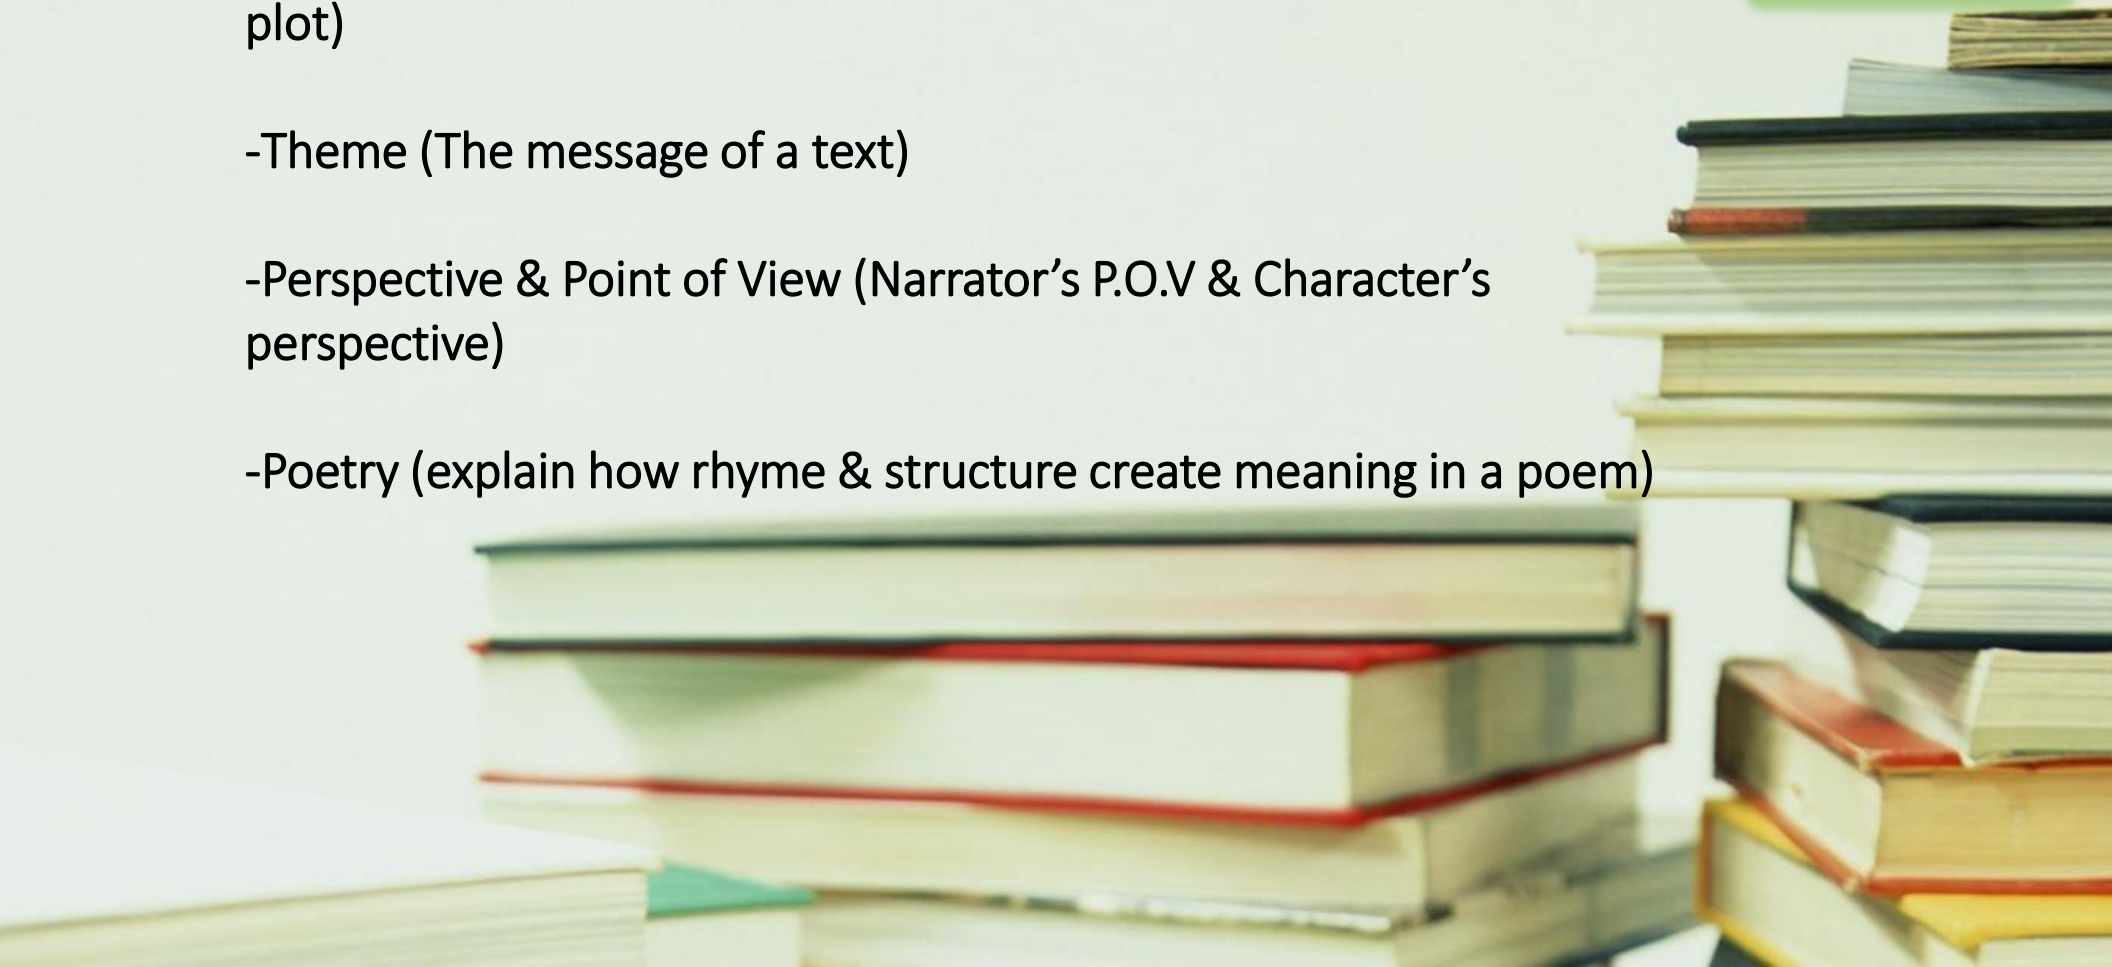 plot)
-Theme (The message of a text)
-Perspective & Point of View (Narrator’s P.O.V & Character’s
perspective)
-Poetry (explain how rhyme & structure create meaning in a poem)